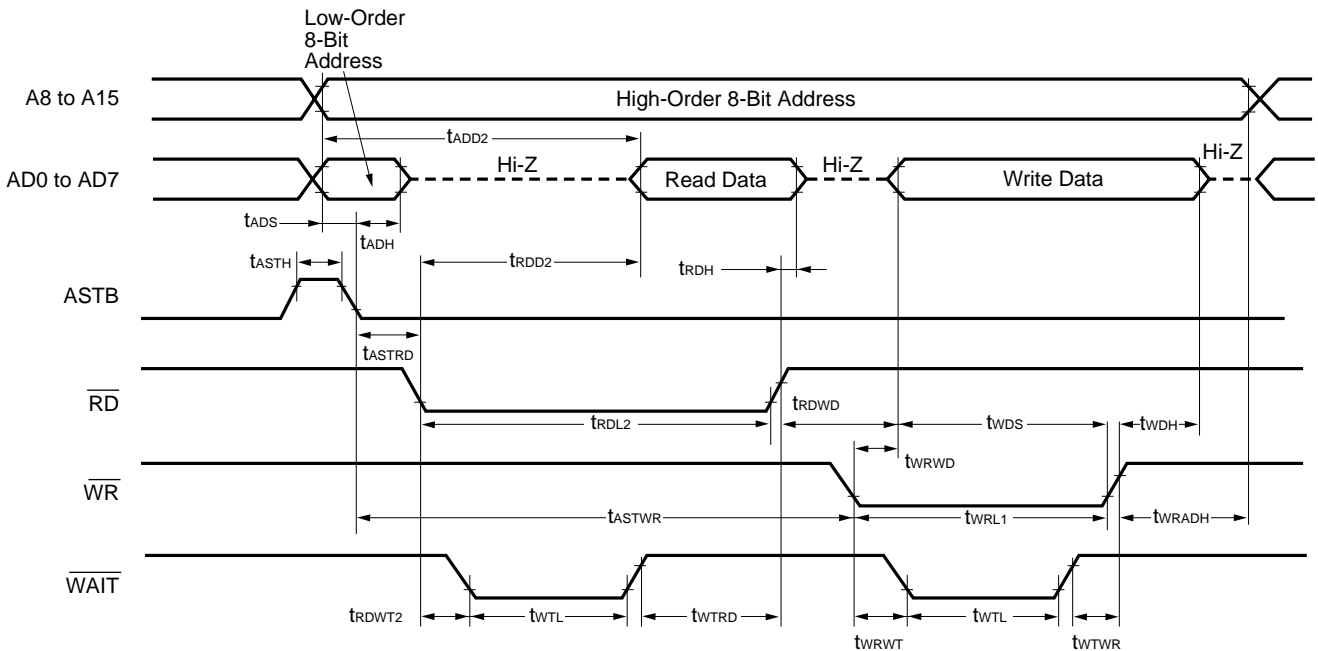 Low-Order
8-Bit
Address
A8 to A15
High-Order 8-Bit Address
tADD2
AD0 to AD7
Hi-Z
Read Data
Hi-Z
Write Data
Hi-Z
tADS
tADH
tASTH
tRDD2
tRDH
ASTB
tASTRD
RD
tRDL2
tRDWD
tWDS
tWDH
tWRWD
WR
tASTWR
tWRL1
tWRADH
WAIT
tRDWT2
tWTL
tWTRD
tWRWT
tWTL
tWTWR